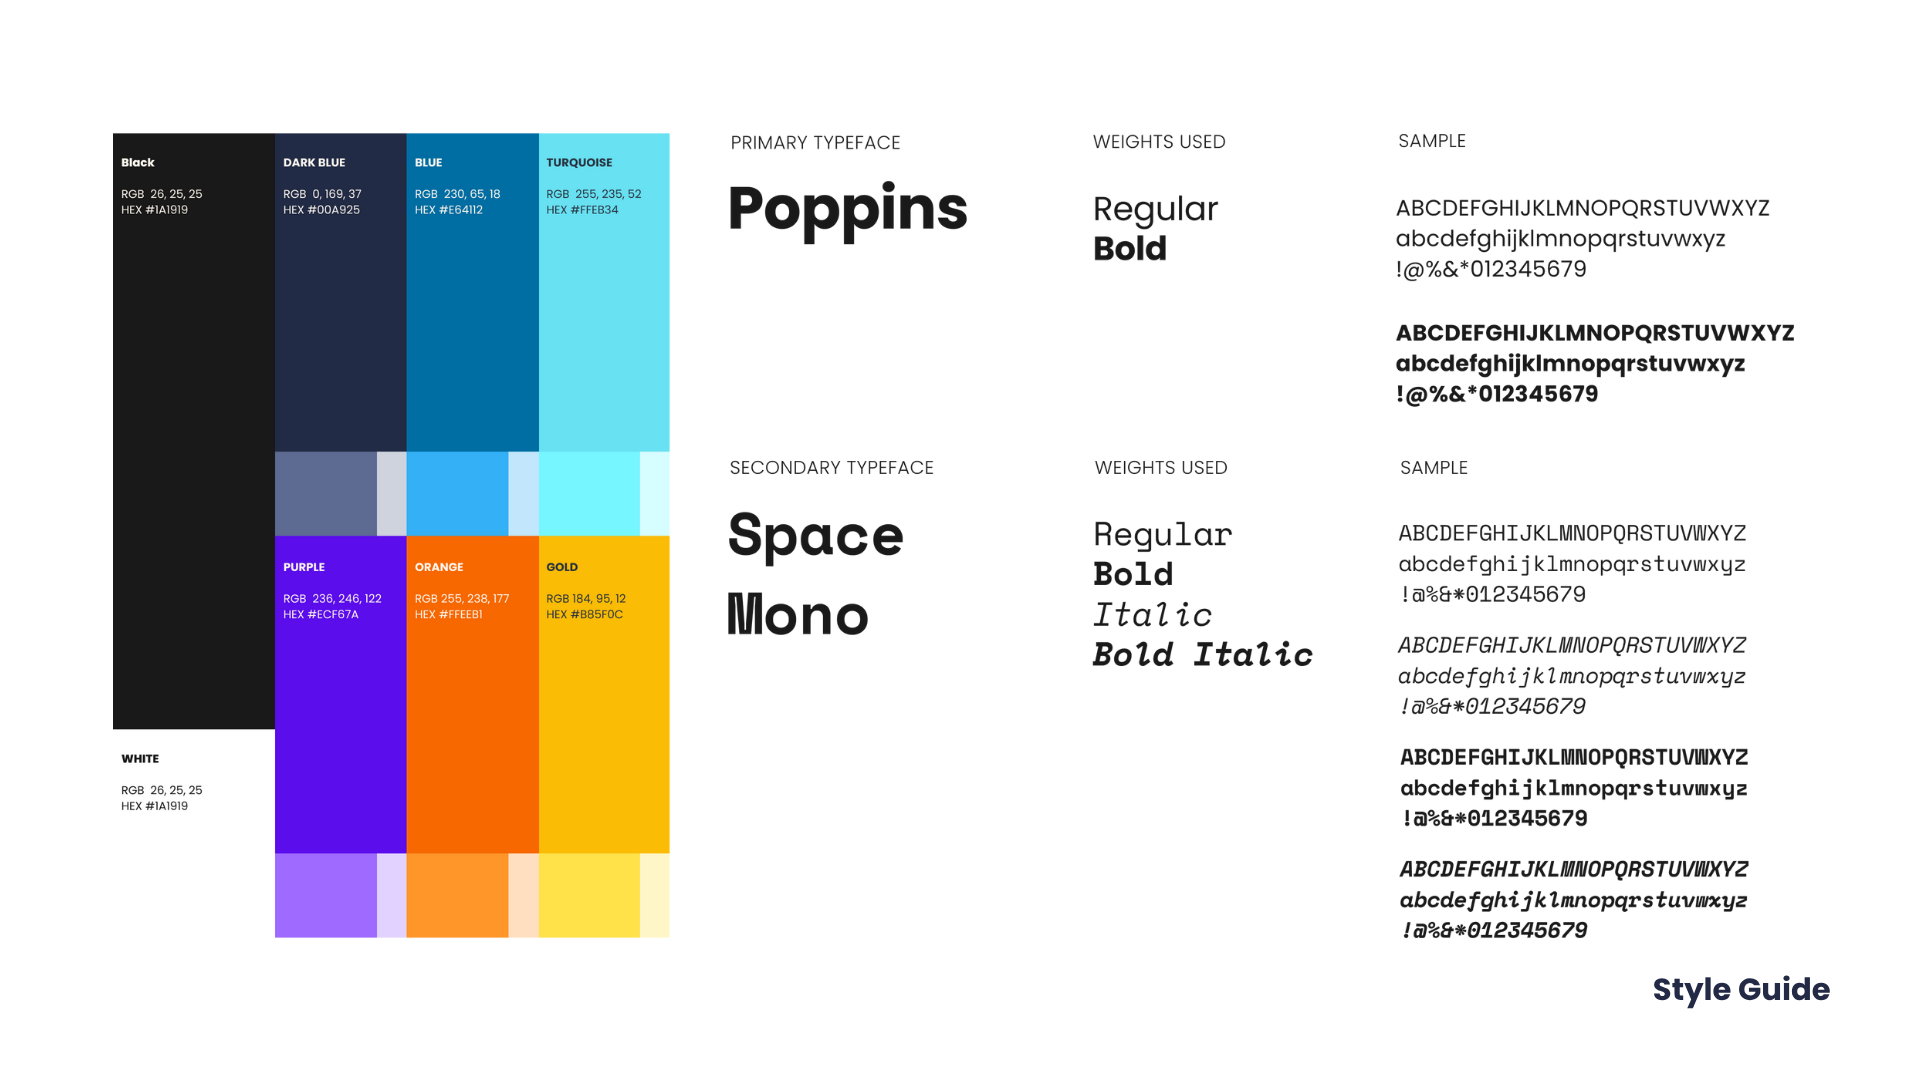 Black
RGB  26, 25, 25
HEX #1A1919
DARK BLUE
RGB  0, 169, 37
HEX #00A925
BLUE
RGB  230, 65, 18
HEX #E64112
TURQUOISE
RGB  255, 235, 52
HEX #FFEB34
PURPLE
RGB  236, 246, 122
HEX #ECF67A
ORANGE
RGB 255, 238, 177
HEX #FFEEB1
GOLD
RGB 184, 95, 12
HEX #B85F0C
WHITE
RGB  26, 25, 25
HEX #1A1919
PRIMARY TYPEFACE
Poppins
WEIGHTS USED
Regular
Bold
SAMPLE
ABCDEFGHIJKLMNOPQRSTUVWXYZ
abcdefghijklmnopqrstuvwxyz
!@%&*012345679
ABCDEFGHIJKLMNOPQRSTUVWXYZ
abcdefghijklmnopqrstuvwxyz
!@%&*012345679
SECONDARY TYPEFACE
Space
Mono
WEIGHTS USED
Regular
Bold
Italic
Bold Italic
SAMPLE
ABCDEFGHIJKLMNOPQRSTUVWXYZ
abcdefghijklmnopqrstuvwxyz
!@%&*012345679
ABCDEFGHIJKLMNOPQRSTUVWXYZ
abcdefghijklmnopqrstuvwxyz
!@%&*012345679
ABCDEFGHIJKLMNOPQRSTUVWXYZ
abcdefghijklmnopqrstuvwxyz
!@%&*012345679
ABCDEFGHIJKLMNOPQRSTUVWXYZ
abcdefghijklmnopqrstuvwxyz
!@%&*012345679
Style Guide